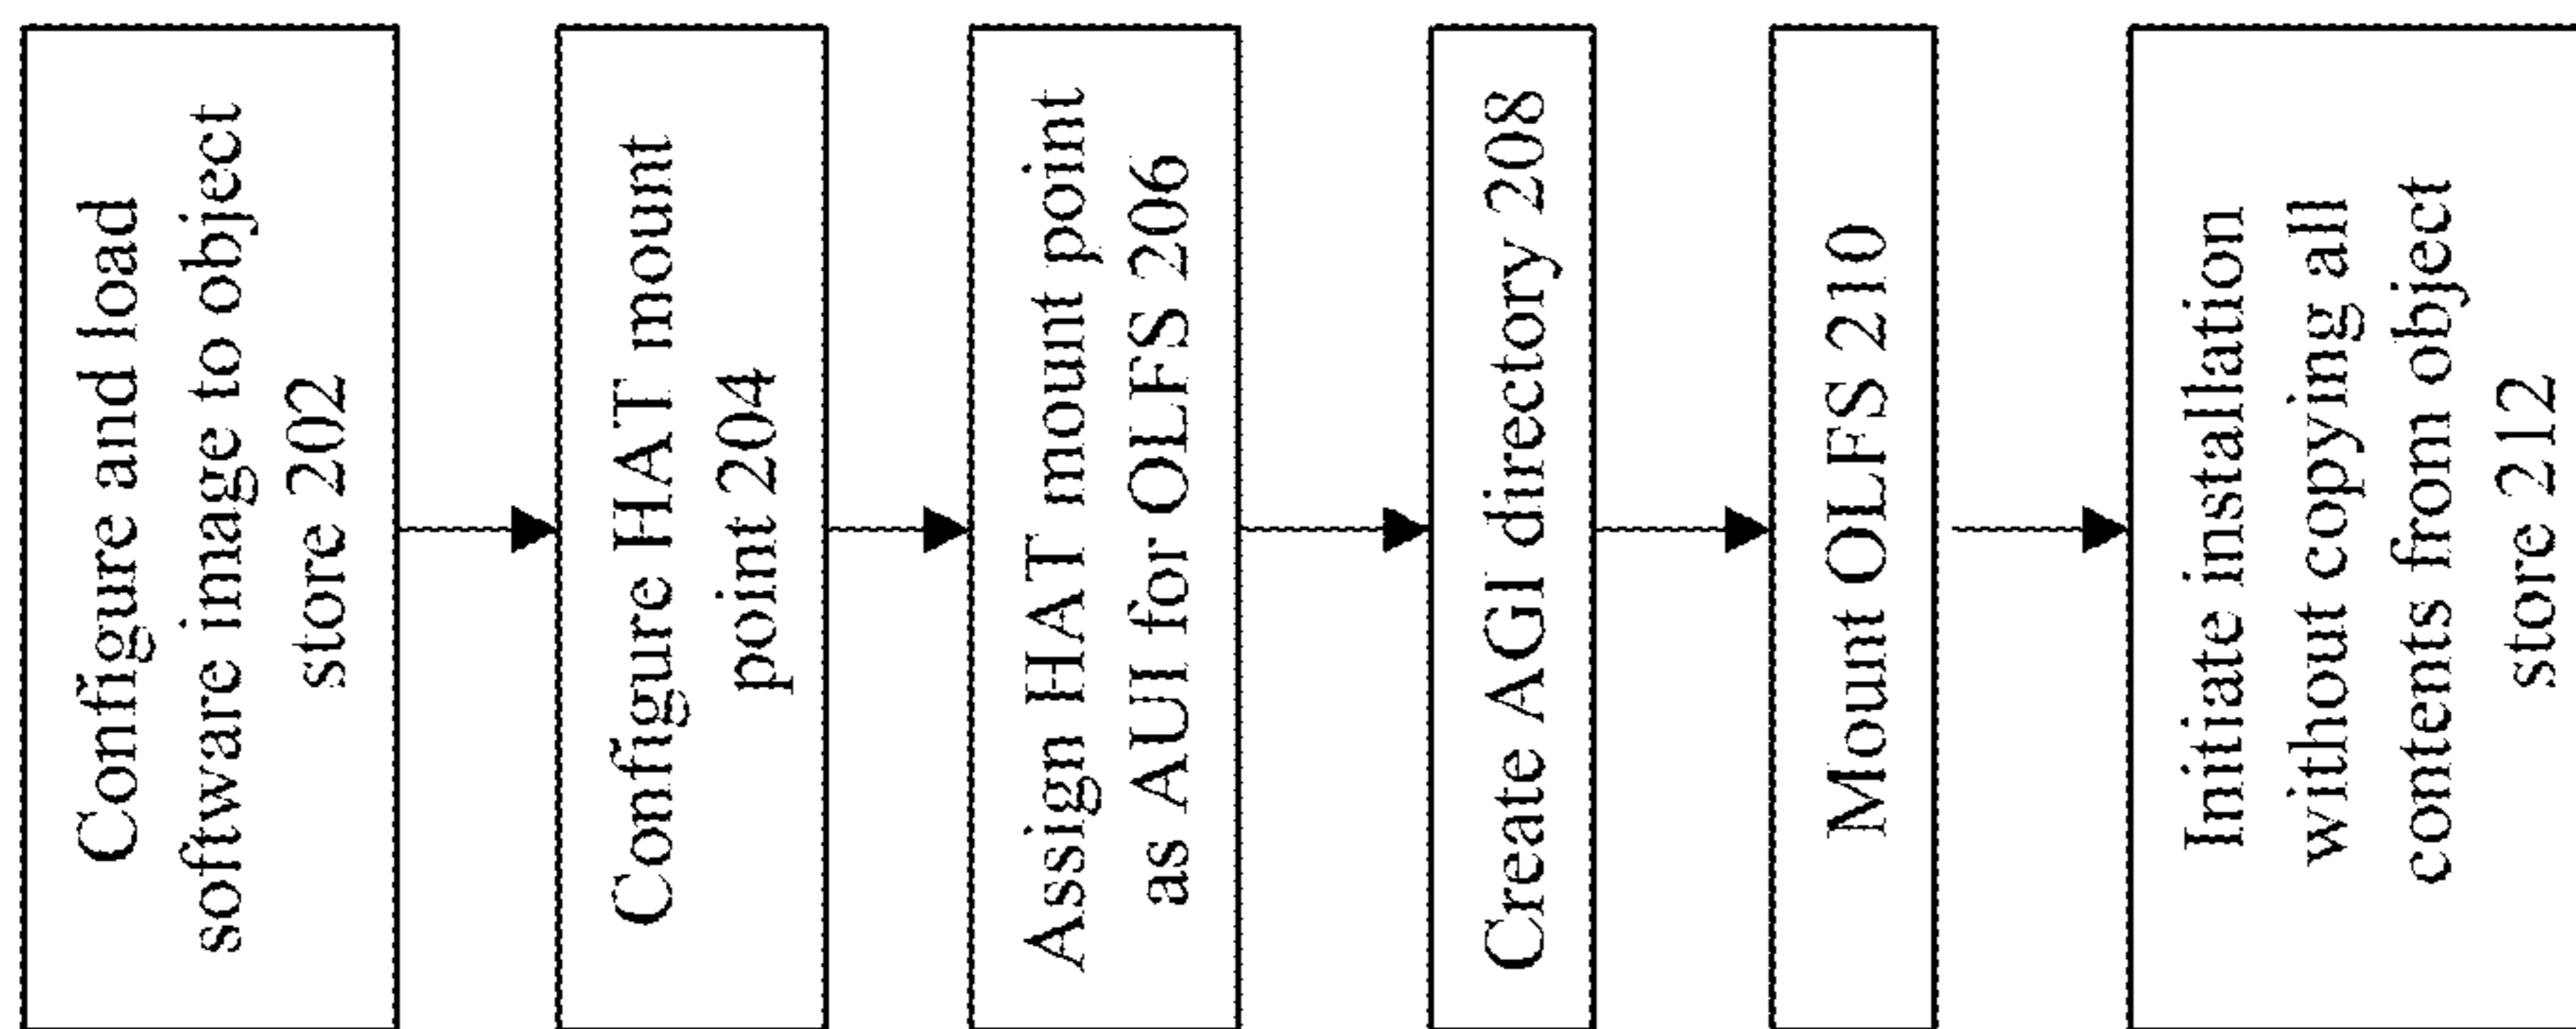 Configure and load
software image to object
store 202
Configure HAT mount
point 204
Assign HAT mount point
as AUI for OLFS 206
Create AGI directory 208
Mount OLFS 210
Initiate installation
without copying all
contents from object
store 212